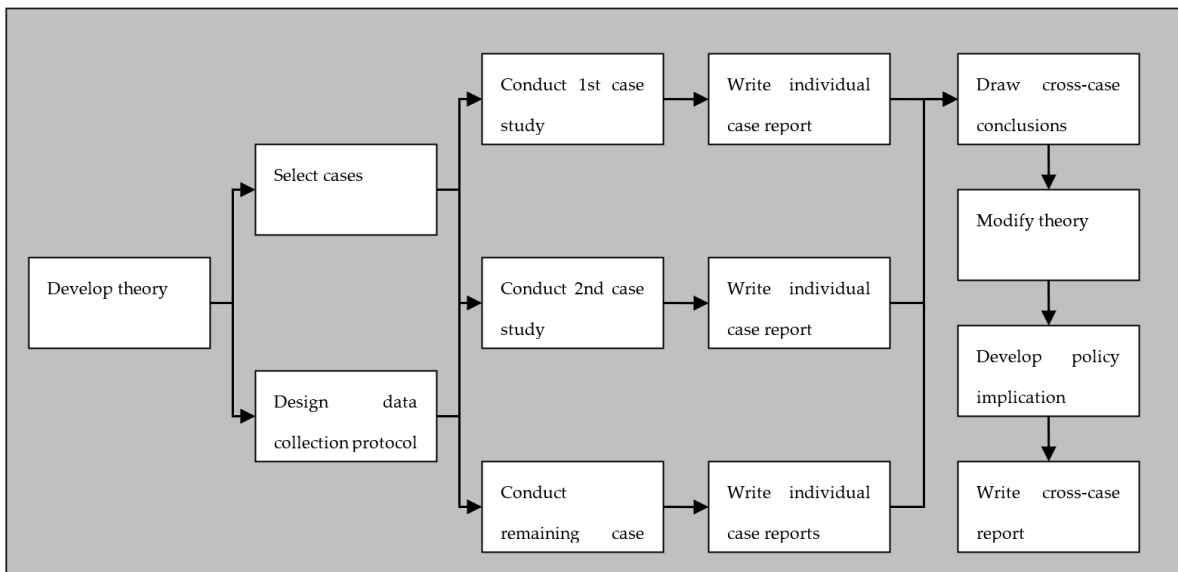 Develop theory
Select cases
Design data
collection protocol
Conduct 1st case
study
Conduct 2nd case
study
Conduct
remaining case
Write individual
case report
Write individual
case report
Write individual
case reports
Draw cross-case
conclusions
Modify theory
Develop policy
implication
Write cross-case
report